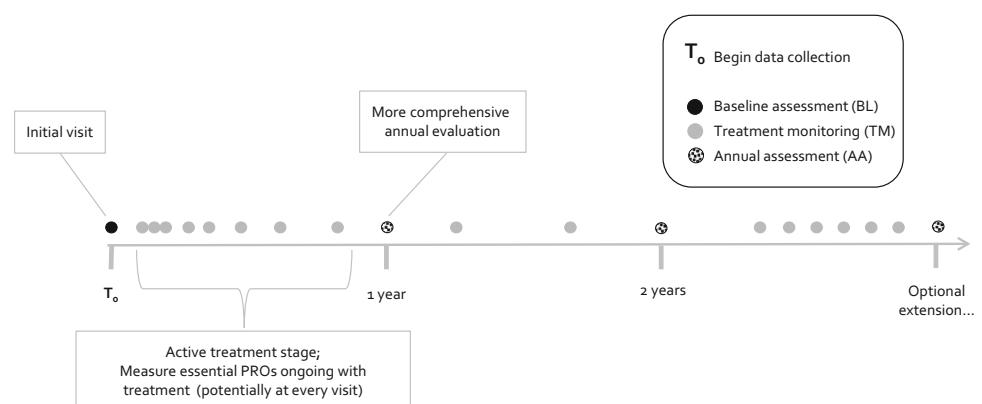 To Begin data collection
Baseline assessment (BL)
Treatment monitoring (TM)
Annual assessment (AA)
More comprehensive
annual evaluation
Initial visit
To
1 year
2 years
Optional
extension...
Active treatment stage;
Measure essential PROs ongoing with
treatment (potentially at every visit)